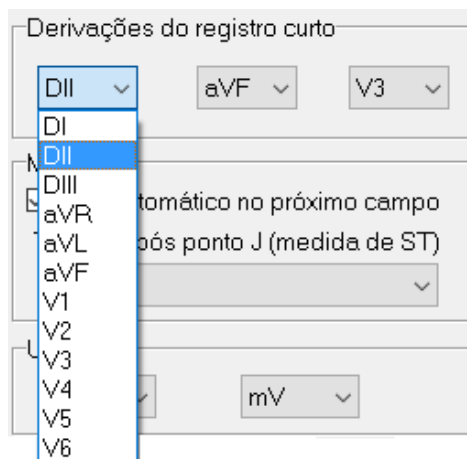 Derivações do registro curto
DII aVF V3
DI
DII
DIII
aVR
aVL
aVF
V1
V2
V3
V4
V5
V6
M
tomático no próximo campo
pós ponto J (medida de ST)
U
mV